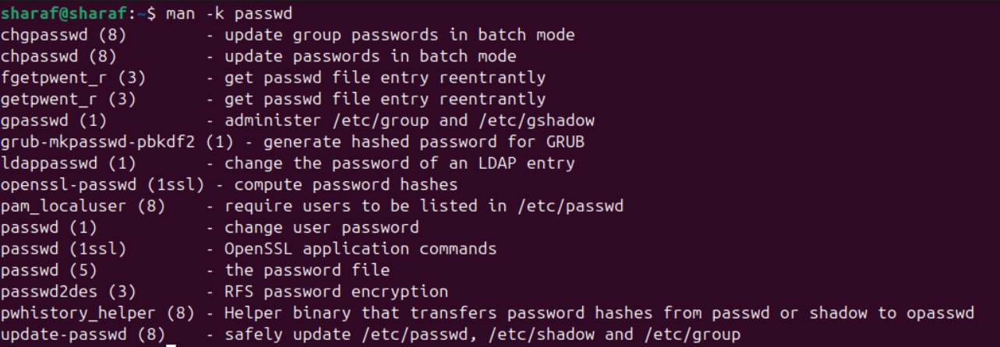 sharaf@sharaf:~$ man -k passwd
chgpasswd (8)        - update group passwords in batch mode
chpasswd (8)         - update passwords in batch mode
fgetpwent_r (3)      - get passwd file entry reentrantly
getpwent_r (3)       - get passwd file entry reentrantly
gpasswd (1)          - administer /etc/group and /etc/gshadow
grub-mkpasswd-pbkdf2 (1) - generate hashed password for GRUB
ldappasswd (1)       - change the password of an LDAP entry
openssl-passwd (1ssl) - compute password hashes
pam_localuser (8)    - require users to be listed in /etc/passwd
passwd (1)           - change user password
passwd (1ssl)        - OpenSSL application commands
passwd (5)           - the password file
passwd2des (3)       - RFS password encryption
pwhistory_helper (8) - Helper binary that transfers password hashes from passwd or shadow to opasswd
update-passwd (8)    - safely update /etc/passwd, /etc/shadow and /etc/group